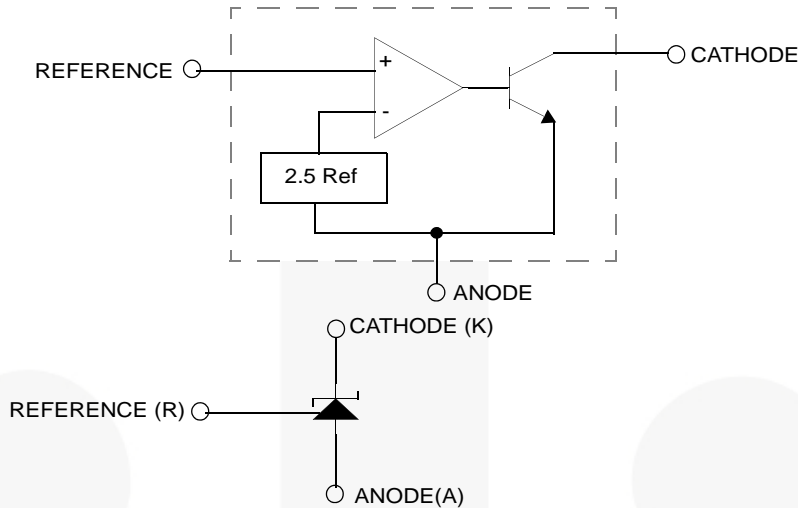 REFERENCE
+
-
CATHODE
2.5 Ref
ANODE
CATHODE (K)
REFERENCE (R)
ANODE(A)